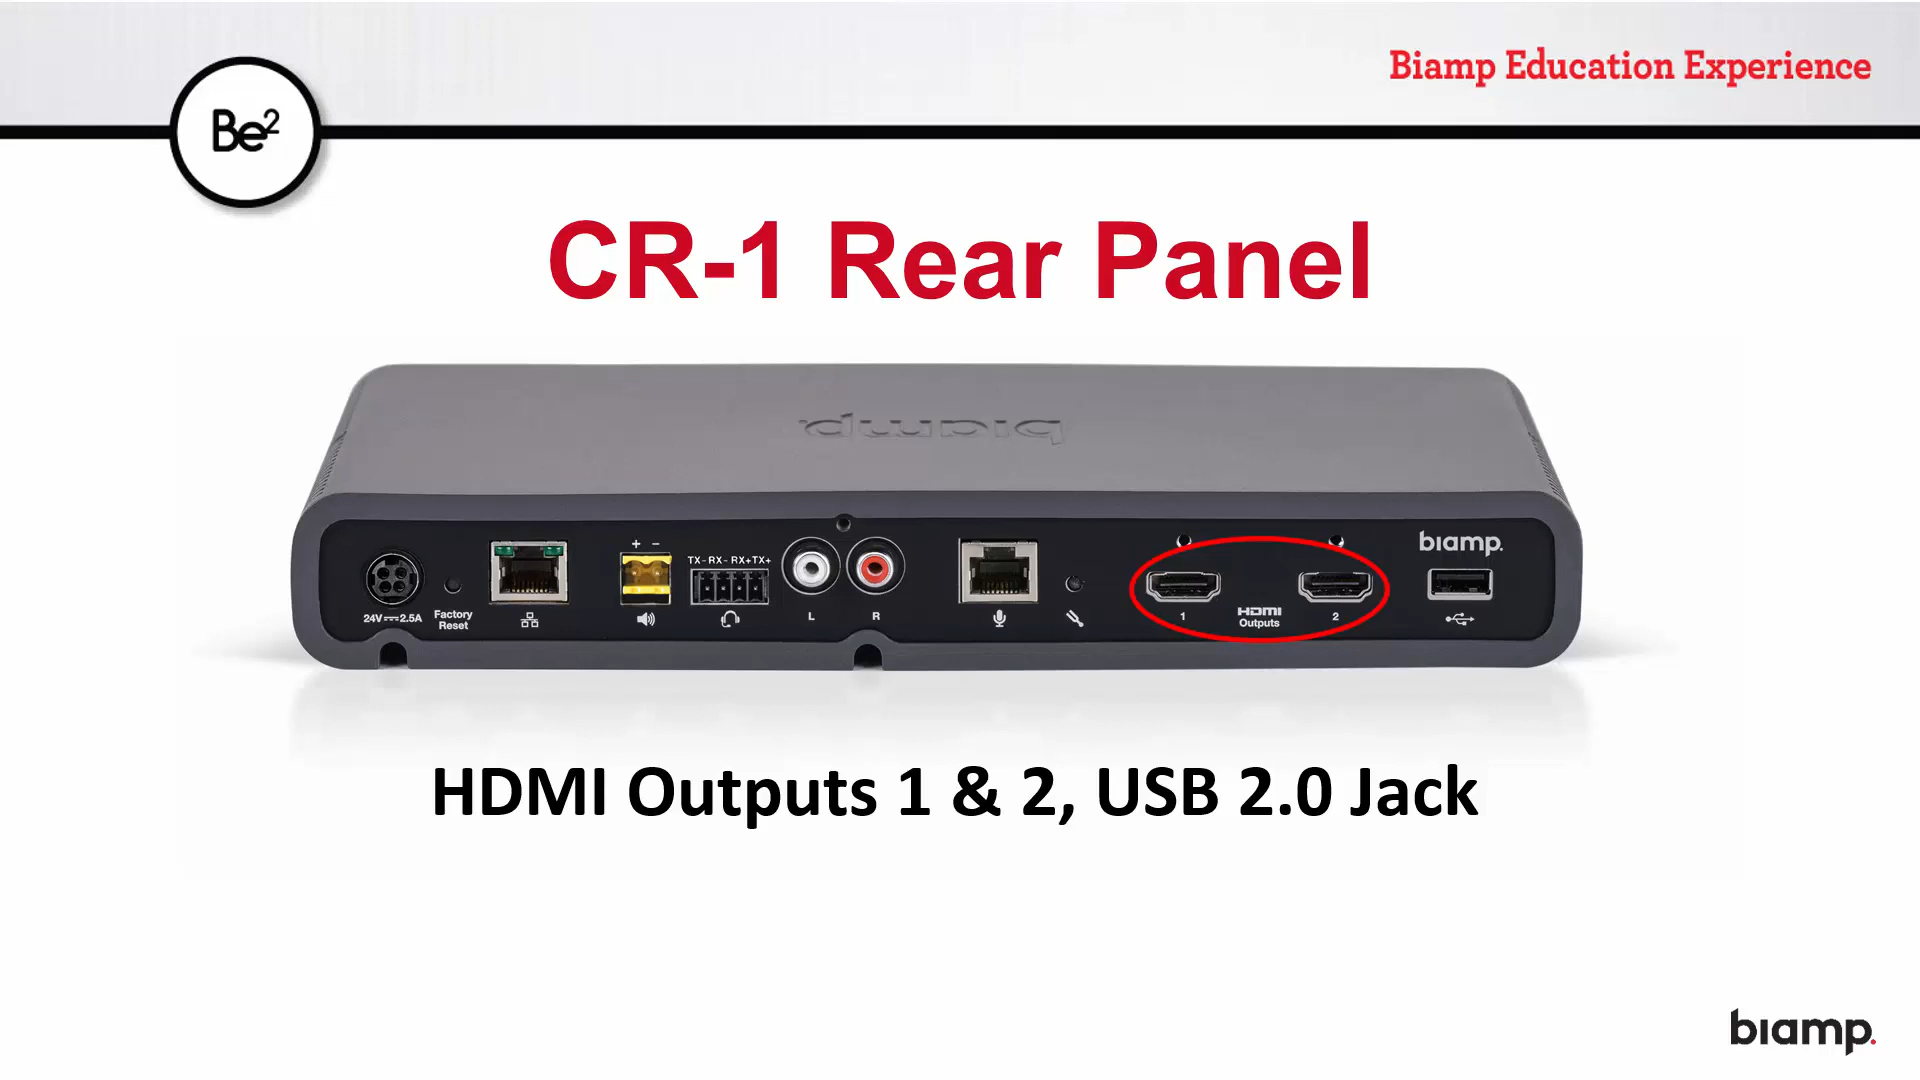 Biamp Education Experience
Be²
CR-1 Rear Panel
biamp.
biamp.
+ -
TX- RX- RX+TX+
24V⎓2.5A
Factory
Reset
L
R
1
HDMI
Outputs
2
HDMI Outputs 1 & 2, USB 2.0 Jack
biamp.